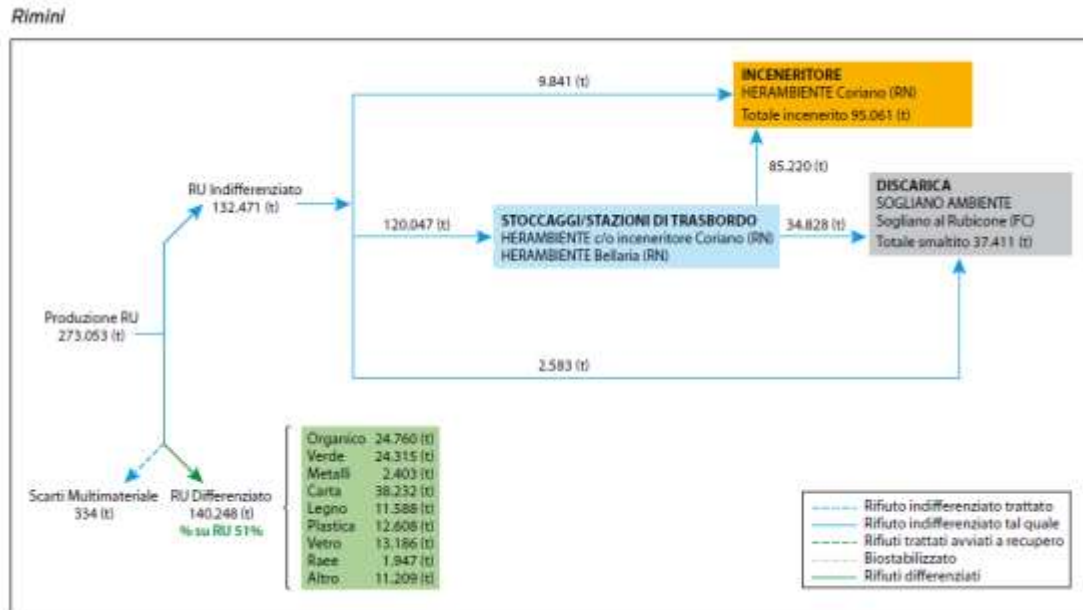 Rimini
9.841 (t)
INCENERITORE
HERAMBIENTE Coriano (RN)
Totale incenerito 95.061 (t)
85.220 (t)
RU Indifferenziato
132.471 (t)
120.047 (t)
STOCCAGGI/STAZIONI DI TRASBORDO
HERAMBIENTE c/o inceneritore Coriano (RN)
HERAMBIENTE Bellaria (RN)
34.828 (t)
DISCARICA
SOGLIANO AMBIENTE
Sogliano al Rubicone (FC)
Totale smaltito 37.411 (t)
Produzione RU
273.053 (t)
2.583 (t)
Scarti Multimateriale
334 (t)
RU Differenziato
140.248 (t)
% su RU 51%
Organico 24.760 (t)
Verde 24.315 (t)
Metalli 2.403 (t)
Carta 38.232 (t)
Legno 11.588 (t)
Plastica 12.608 (t)
Vetro 13.186 (t)
Raee 1.947 (t)
Altro 11.209 (t)
Rifiuto indifferenziato trattato
Rifiuto indifferenziato tal quale
Rifiuti trattati avviati a recupero
Biostabilizzato
Rifiuti differenziati